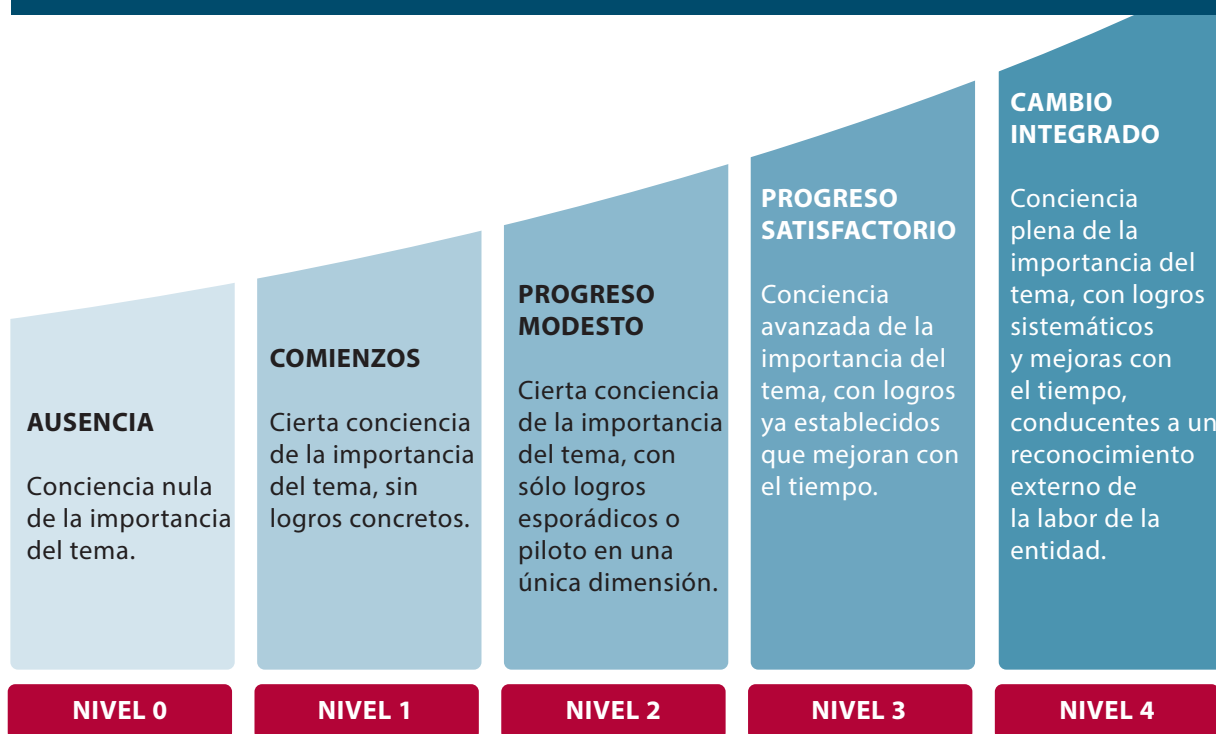 AUSENCIA
Conciencia nula
de la importancia
del tema.
NIVEL 0
COMIENZOS
Cierta conciencia
de la importancia
del tema, sin
logros concretos.
NIVEL 1
PROGRESO
MODESTO
Cierta conciencia
de la importancia
del tema, con
sólo logros
esporádicos o
piloto en una
única dimensión.
NIVEL 2
PROGRESO
SATISFACTORIO
Conciencia
avanzada de la
importancia del
tema, con logros
ya establecidos
que mejoran con
el tiempo.
NIVEL 3
CAMBIO
INTEGRADO
Conciencia
plena de la
importancia del
tema, con logros
sistemáticos
y mejoras con
el tiempo,
conducentes a un
reconocimiento
externo de
la labor de la
entidad.
NIVEL 4